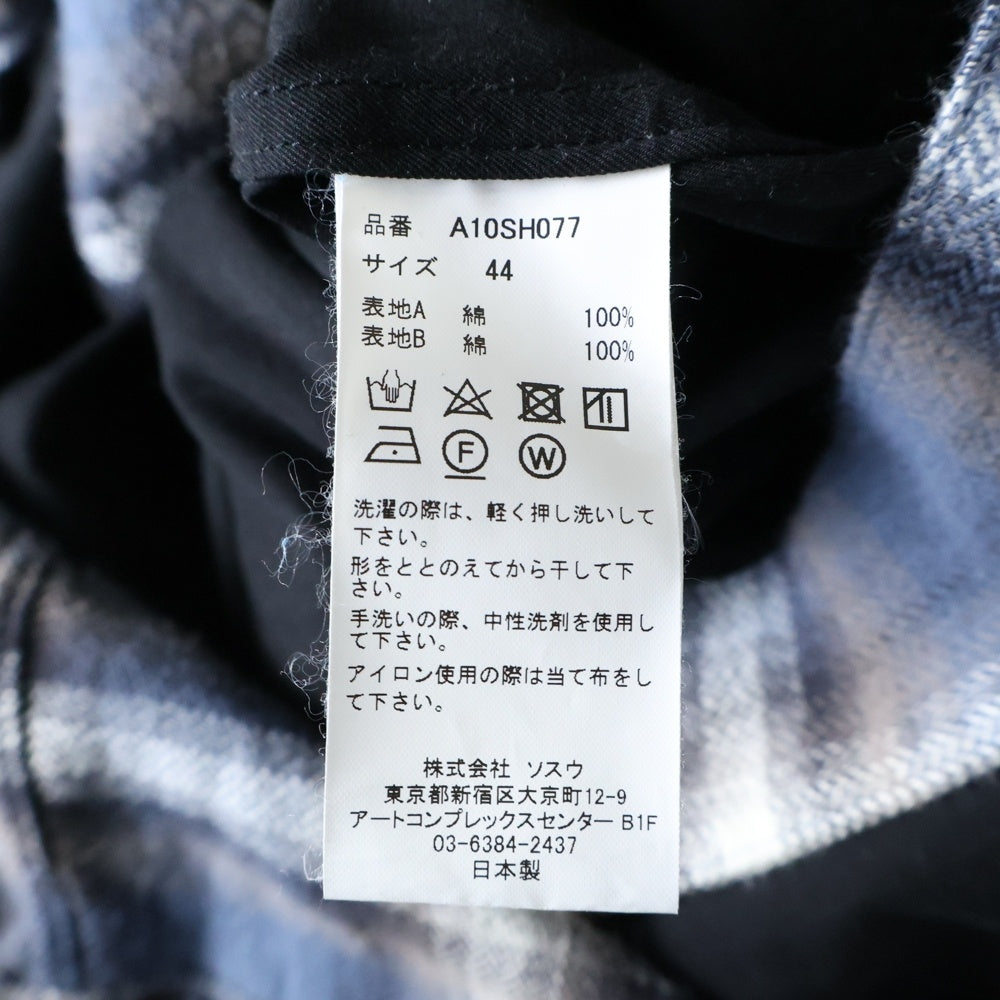 品番 A10SH077
サイズ 44
表地A 綿 100%
表地B 綿 100%
F W
洗濯の際は、軽く押し洗いして
下さい。
形をととのえてから干して下
さい。
手洗いの際、中性洗剤を使用し
て下さい。
アイロン使用の際は当て布をし
て下さい。
株式会社 ソスウ
東京都新宿区大京町12-9
アートコンプレックスセンター B1F
03-6384-2437
日本製